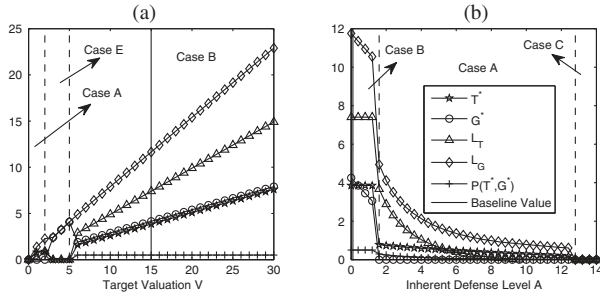 (a)
25
20
15
10
5
0
Case E
Case A
Case B
0 5 10 15 20 25 30
Target Valuation V
(b)
12
10
8
6
4
2
0
Case B
Case A
Case C
T*
G*
L_T
L_G
P(T*,G*)
Baseline Value
0 2 4 6 8 10 12 14
Inherent Defense Level A